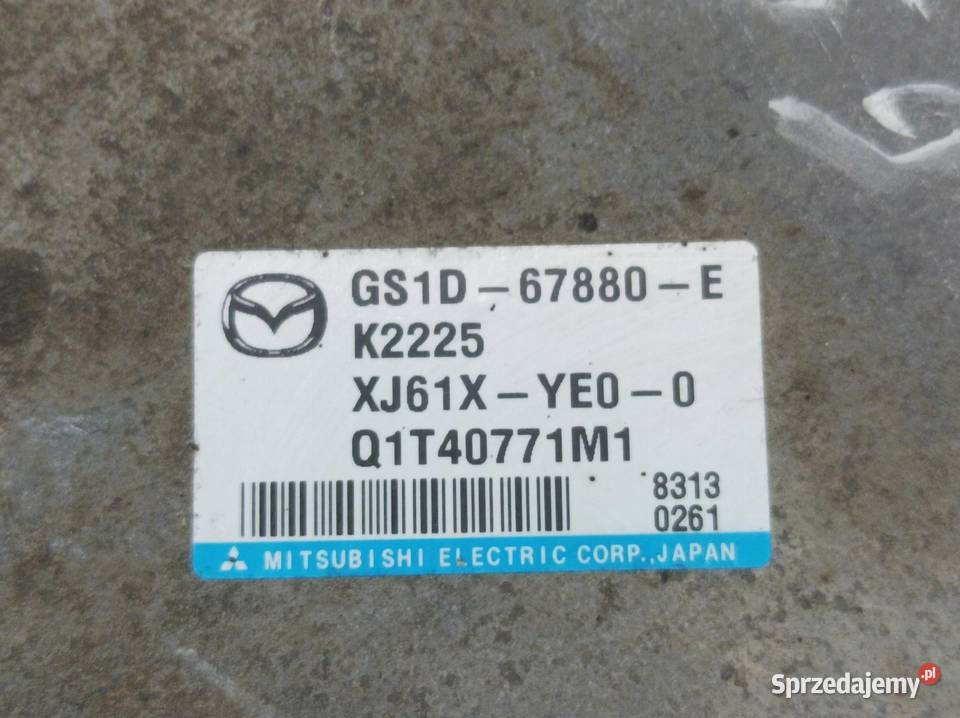 GS1D-67880-E
K2225
XJ61X-YE0-0
Q1T40771M1
8313
0261
MITSUBISHI ELECTRIC CORP., JAPAN
Sprzedajemy.pl